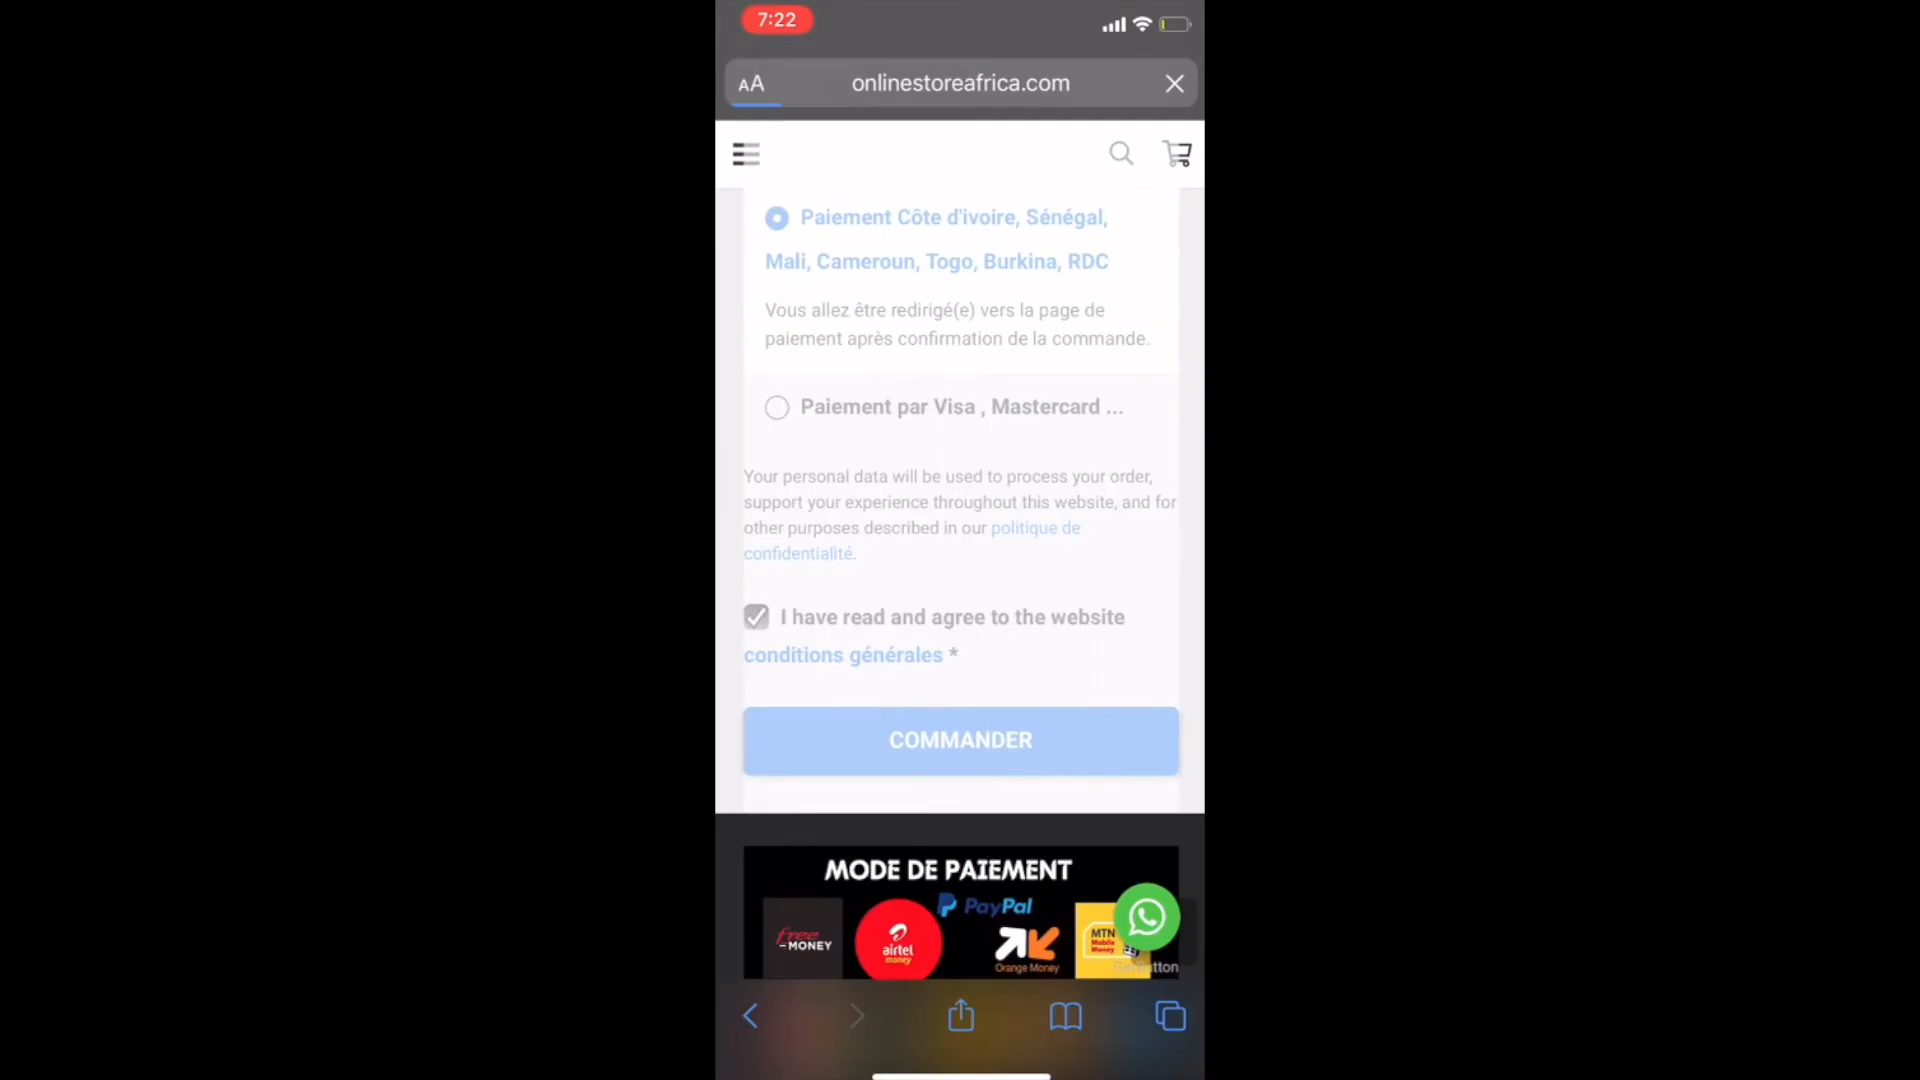 7:22
AA onlinestoreafrica.com
Paiement Côte d'ivoire, Sénégal,
Mali, Cameroun, Togo, Burkina, RDC
Vous allez être redirigé(e) vers la page de
paiement après confirmation de la commande.
Paiement par Visa , Mastercard ...
Your personal data will be used to process your order,
support your experience throughout this website, and for
other purposes described in our politique de
confidentialité.
I have read and agree to the website
conditions générales *
COMMANDER
MODE DE PAIEMENT
PayPal
free
-MONEY
airtel
money
Orange Money
MTN
Mobile
Money